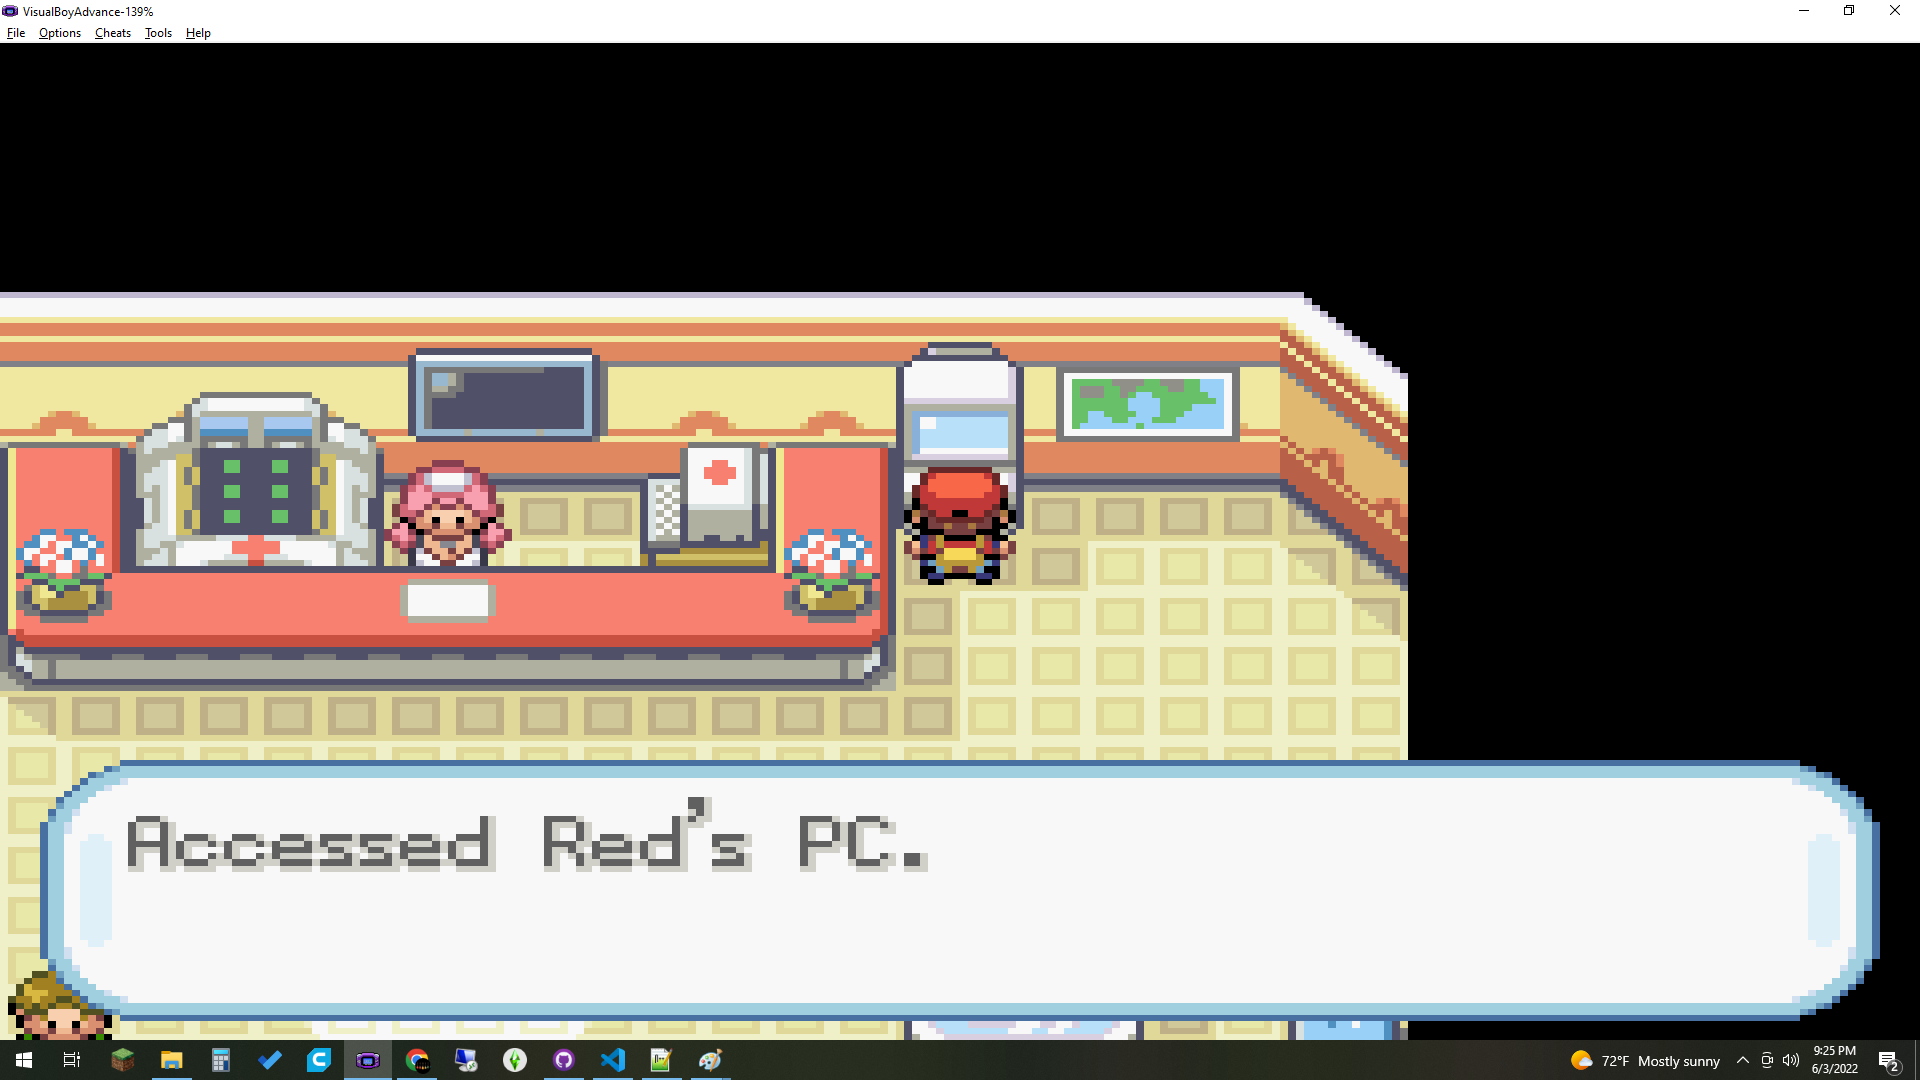 VisualBoyAdvance-139%
File Options Cheats Tools Help
Accessed Red's PC.
72°F Mostly sunny
9:25 PM
6/3/2022
2